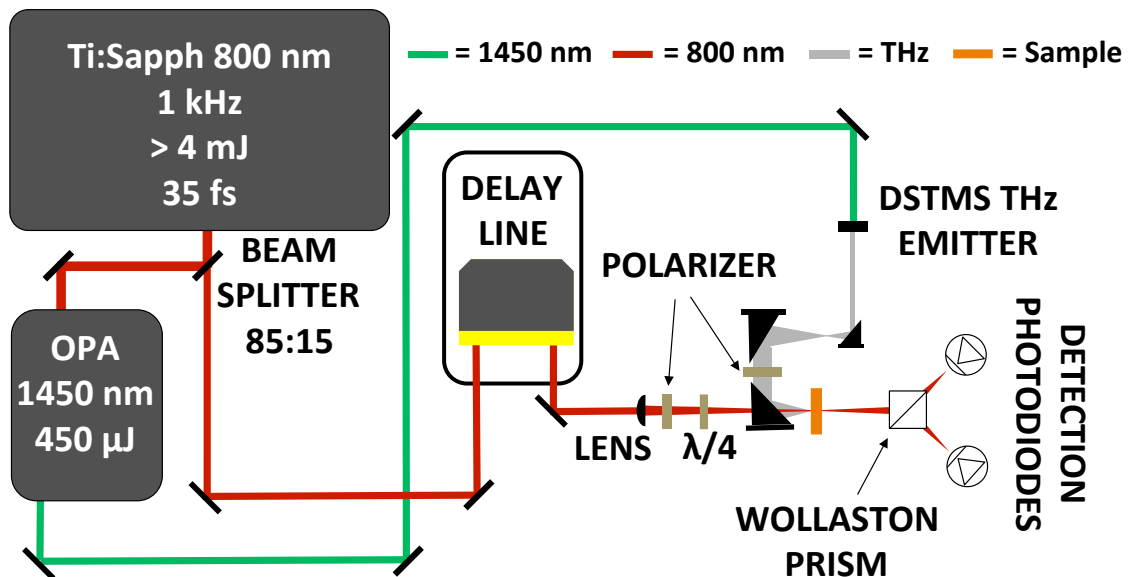 Ti:Sapph 800 nm
1 kHz
> 4 mJ
35 fs
= 1450 nm
= 800 nm
= THz
= Sample
DELAY
LINE
DSTMS THz
EMITTER
BEAM
SPLITTER
85:15
POLARIZER
OPA
1450 nm
450 µJ
LENS
λ/4
WOLLASTON
PRISM
DETECTION
PHOTODIODES